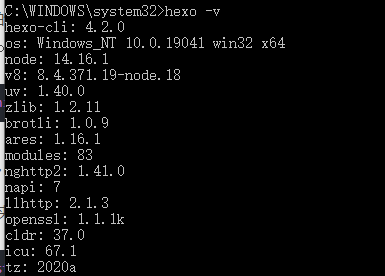 C:\WINDOWS\system32>hexo -v
hexo-cli: 4.2.0
os: Windows_NT 10.0.19041 win32 x64
node: 14.16.1
v8: 8.4.371.19-node.18
uv: 1.40.0
zlib: 1.2.11
brotli: 1.0.9
ares: 1.16.1
modules: 83
nghttp2: 1.41.0
napi: 7
llhttp: 2.1.3
openssl: 1.1.1k
cldr: 37.0
icu: 67.1
tz: 2020a